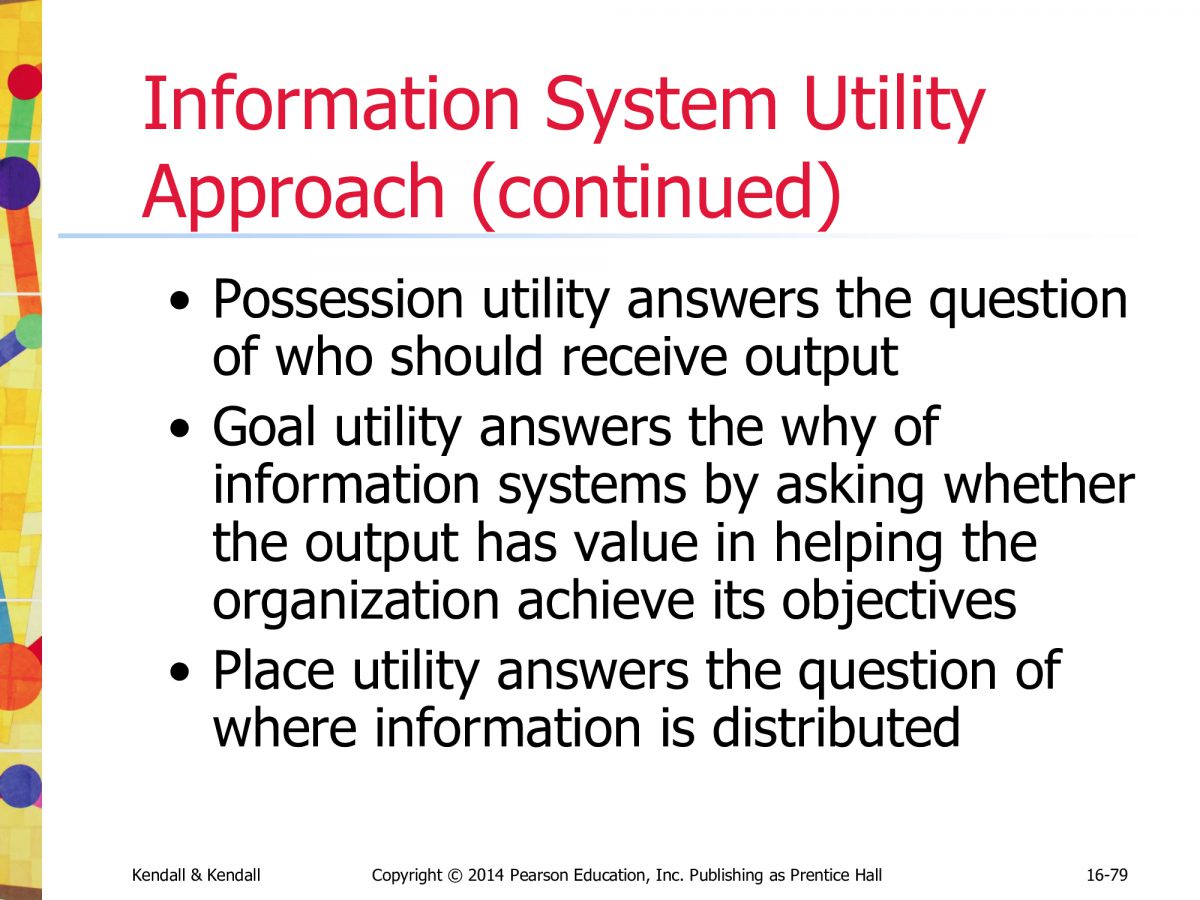 Information System Utility
Approach (continued)
• Possession utility answers the question
of who should receive output
• Goal utility answers the why of
information systems by asking whether
the output has value in helping the
organization achieve its objectives
• Place utility answers the question of
where information is distributed
Kendall & Kendall Copyright © 2014 Pearson Education, Inc. Publishing as Prentice Hall 16-79